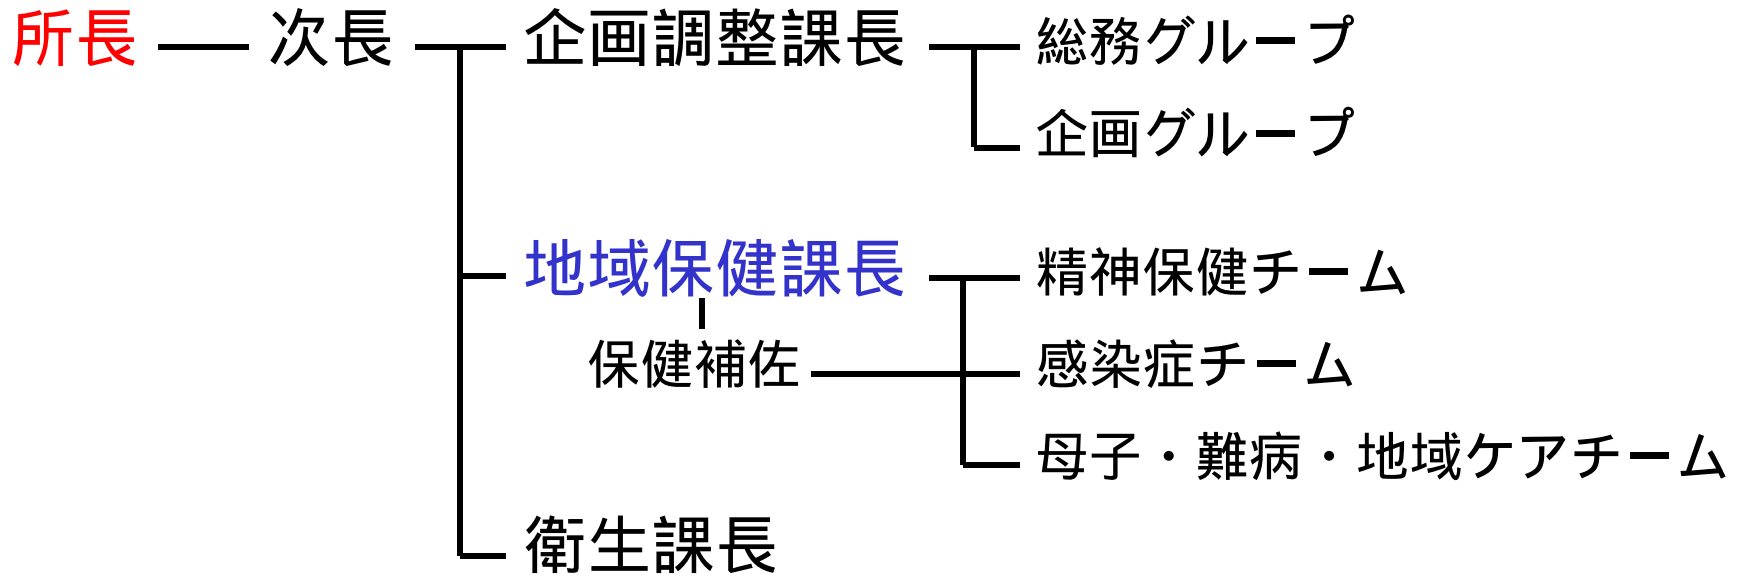 所長 次長 企画調整課長 総務グループ
企画グループ
地域保健課長 精神保健チーム
保健補佐 感染症チーム
母子・難病・地域ケアチーム
衛生課長